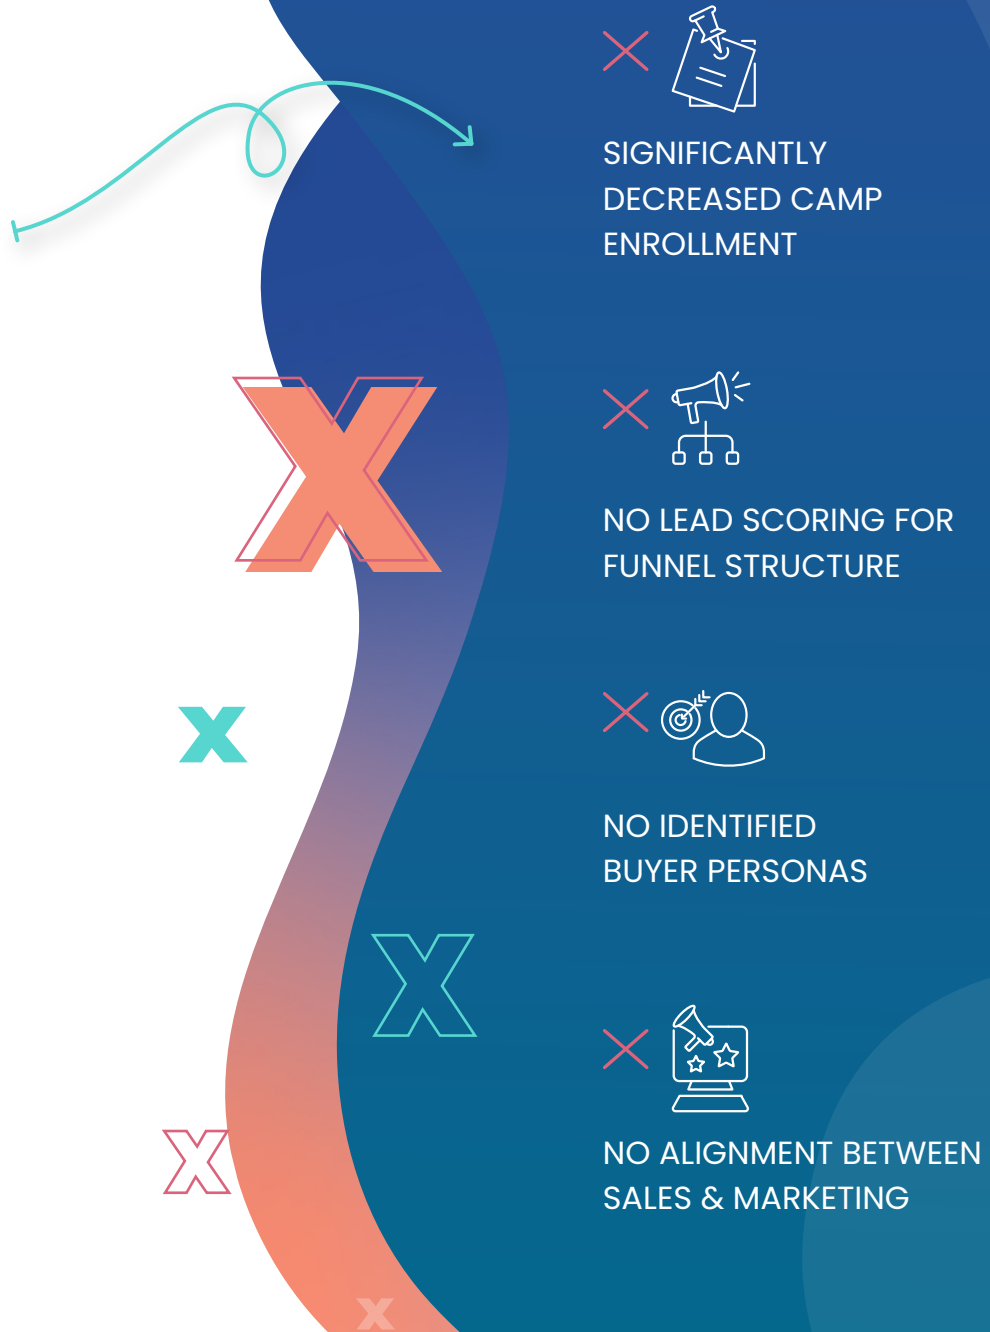 SIGNIFICANTLY
DECREASED CAMP
ENROLLMENT
NO LEAD SCORING FOR
FUNNEL STRUCTURE
NO IDENTIFIED
BUYER PERSONAS
NO ALIGNMENT BETWEEN
SALES & MARKETING